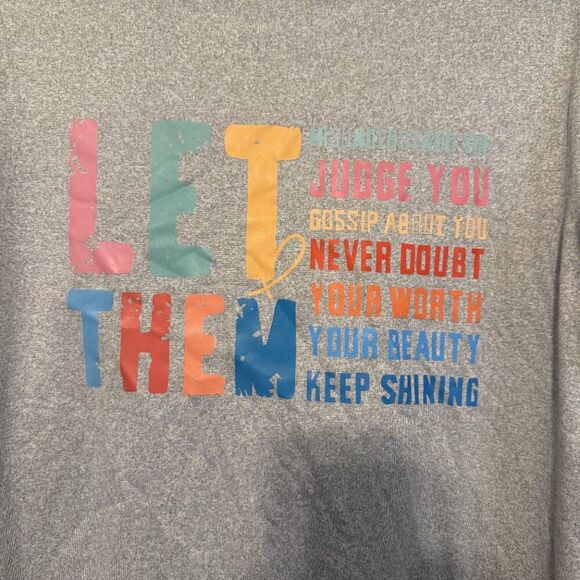 LET
THEM
MISUNDERSTAND YOU
JUDGE YOU
GOSSIP ABOUT YOU
NEVER DOUBT
YOUR WORTH
YOUR BEAUTY
KEEP SHINING